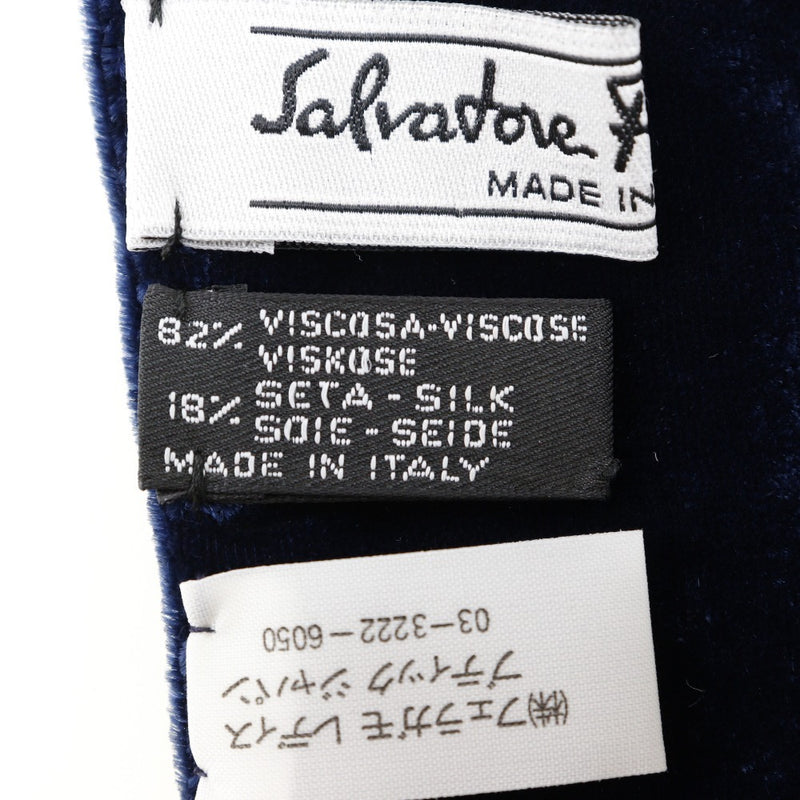 Salvatore
MADE IN
82% VISCOSA-VISCOSE
VISKOSE
18% SETA - SILK
SOIE - SEIDE
MADE IN ITALY
㈱フェラガモ レディス
ブティック ジャパン
03-3222-6050